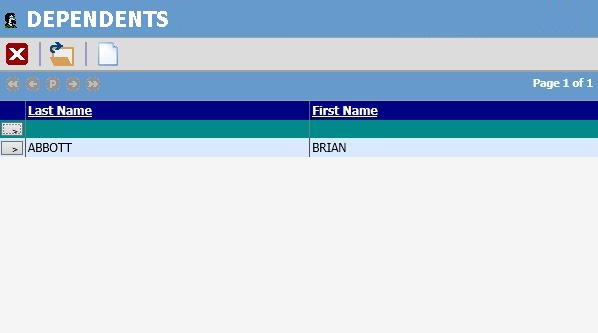 DEPENDENTS
P
Page 1 of 1
Last Name First Name
>
> ABBOTT BRIAN